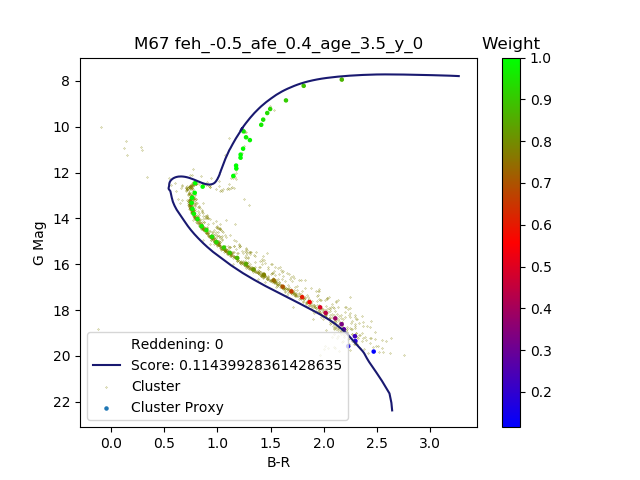 M67 feh_-0.5_afe_0.4_age_3.5_y_0
Weight
8
10
12
14
16
18
20
22
G Mag
0.0 0.5 1.0 1.5 2.0 2.5 3.0
B-R
Reddening: 0
Score: 0.11439928361428635
Cluster
Cluster Proxy
1.0
0.9
0.8
0.7
0.6
0.5
0.4
0.3
0.2